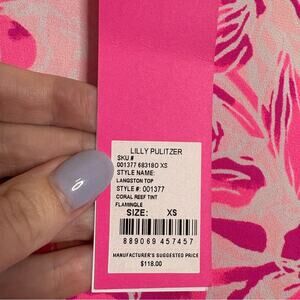 LILLY PULITZER
SKU #
001377 68318O XS
STYLE NAME:
LANGSTON TOP
STYLE #: 001377
CORAL REEF TINT
FLAMINGLE
SIZE: XS
889069 457457
MANUFACTURER'S SUGGESTED PRICE
$118.00